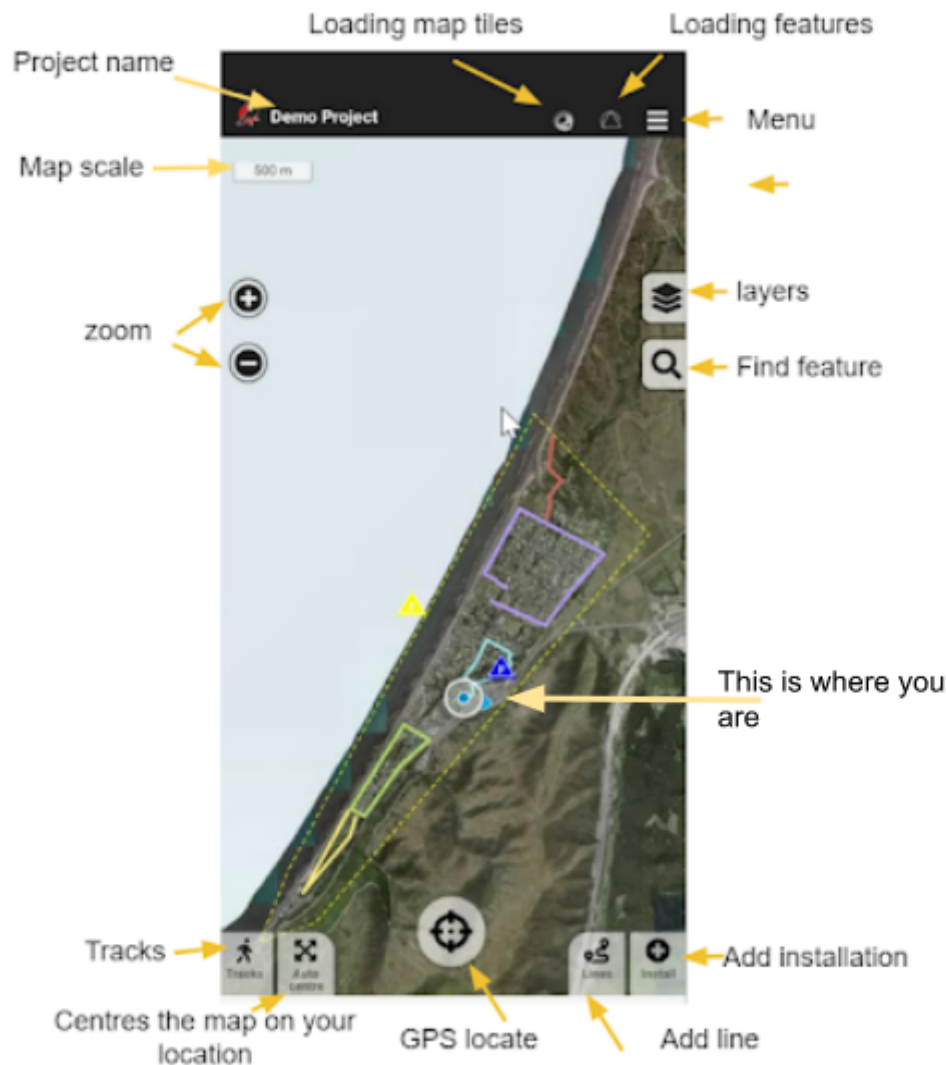 Loading map tiles
Loading features
Project name
Demo Project
Menu
Map scale
500 m
layers
zoom
Find feature
This is where you
are
Tracks
Tracks
Auto
centre
Lines
Install
Add installation
Centres the map on your
location
GPS locate
Add line